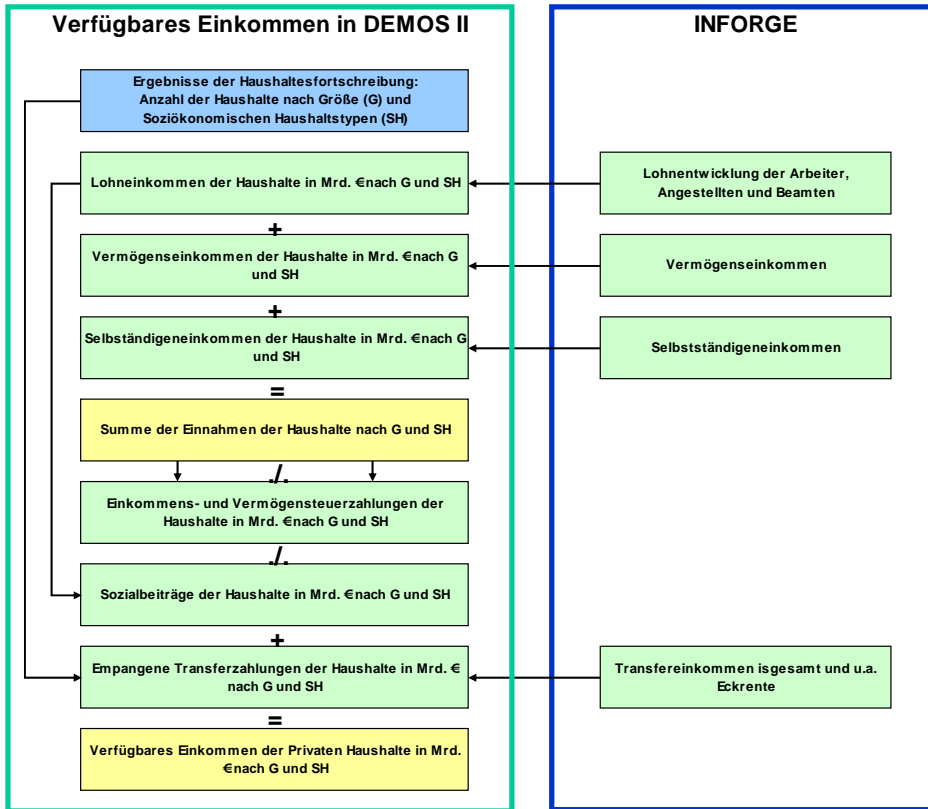 Verfügbares Einkommen in DEMOS II
Ergebnisse der Haushaltesfortschreibung:
Anzahl der Haushalte nach Größe (G) und
Soziökonomischen Haushaltstypen (SH)
Lohneinkommen der Haushalte in Mrd. €nach G und SH
+
Vermögenseinkommen der Haushalte in Mrd. €nach G
und SH
+
Selbständigeneinkommen der Haushalte in Mrd. €nach G
und SH
=
Summe der Einnahmen der Haushalte nach G und SH
./.
Einkommens- und Vermögensteuerzahlungen der
Haushalte in Mrd. €nach G und SH
./.
Sozialbeiträge der Haushalte in Mrd. €nach G und SH
+
Empangene Transferzahlungen der Haushalte in Mrd. €
nach G und SH
=
Verfügbares Einkommen der Privaten Haushalte in Mrd.
€nach G und SH
INFORGE
Lohnentwicklung der Arbeiter,
Angestellten und Beamten
Vermögenseinkommen
Selbstständigeneinkommen
Transfereinkommen isgesamt und u.a.
Eckrente